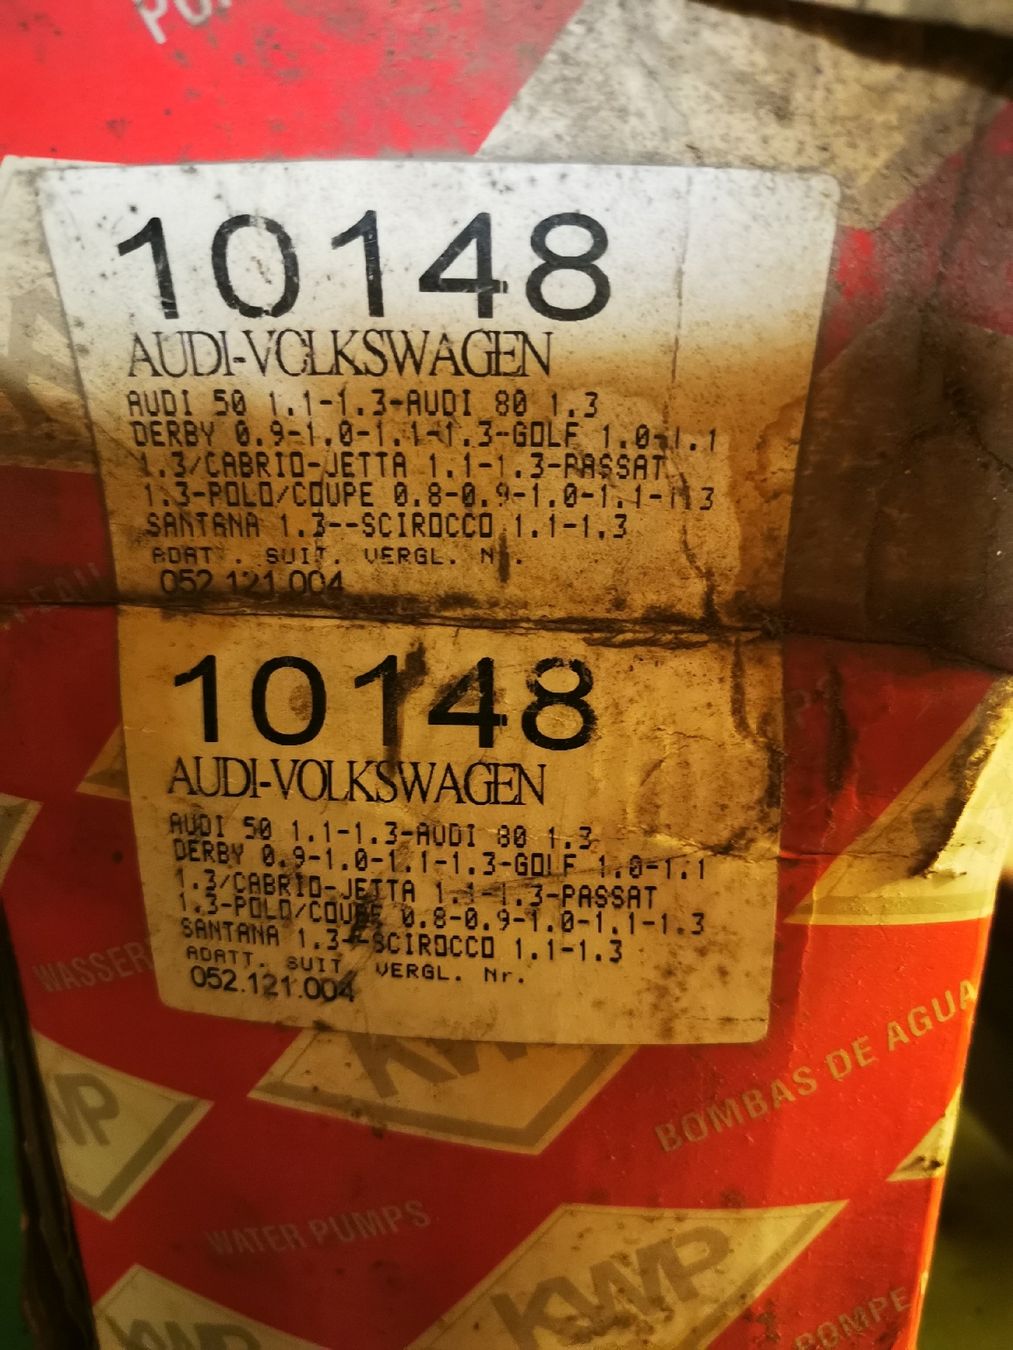 10148
AUDI-VOLKSWAGEN
AUDI 50 1.1-1.3-AUDI 80 1.3
DERBY 0.9-1.0-1.1-1.3-GOLF 1.0-1.1
1.3/CABRIO-JETTA 1.1-1.3-PASSAT
1.3-POLO/COUPE 0.8-0.9-1.0-1.1-1.3
SANTANA 1.3--SCIROCCO 1.1-1.3
ADAT. SUIT. VERGL.
052.121.004
10148
AUDI-VOLKSWAGEN
AUDI 50 1.1-1.3-AUDI 80 1.3
DERBY 0.9-1.0-1.1-1.3-GOLF 1.0-1.1
1.3/CABRIO-JETTA 1.1-1.3-PASSAT
1.3-POLO/COUPE 0.8-0.9-1.0-1.1-1.3
SANTANA 1.3--SCIROCCO 1.1-1.3
ADATT. SUIT. VERGL. Nr.
052.121.004
WASSER
KWP
BOMBAS DE AGUA
WATER PUMPS
KWP
KWP